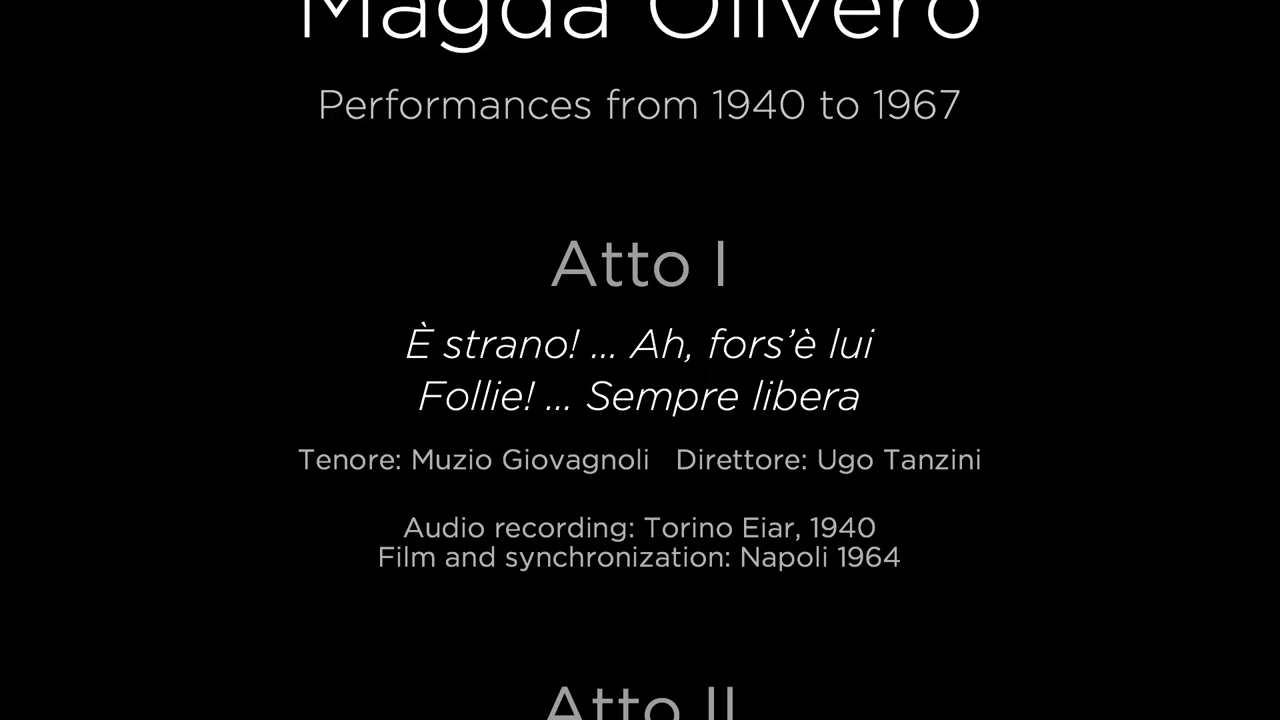 Magda Olivero
Performances from 1940 to 1967
Atto I
È strano! ... Ah, fors’è lui
Follie! ... Sempre libera
Tenore: Muzio Giovagnoli Direttore: Ugo Tanzini
Audio recording: Torino Eiar, 1940
Film and synchronization: Napoli 1964
Atto II